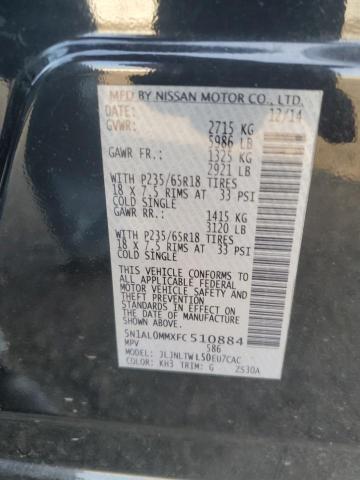 MFD BY NISSAN MOTOR CO., LTD.
DATE: 12/14
GVWR: 2715 KG
5986 LB
GAWR FR.: 1325 KG
2921 LB
WITH P235/65R18 TIRES
18 x 7.5 RIMS AT 33 PSI
COLD SINGLE
GAWR RR.: 1415 KG
3120 LB
WITH P235/65R18 TIRES
18 x 7.5 RIMS AT 33 PSI
COLD SINGLE
THIS VEHICLE CONFORMS TO
ALL APPLICABLE FEDERAL
MOTOR VEHICLE SAFETY AND
THEFT PREVENTION
STANDARDS IN EFFECT ON
THE DATE OF MANUFACTURE
SHOWN ABOVE.
5N1AL0MMXFC510884
MPV 586
MODEL: JLJNLTWL50EU7CAC
COLOR: KH3 TRIM: G ZS30A